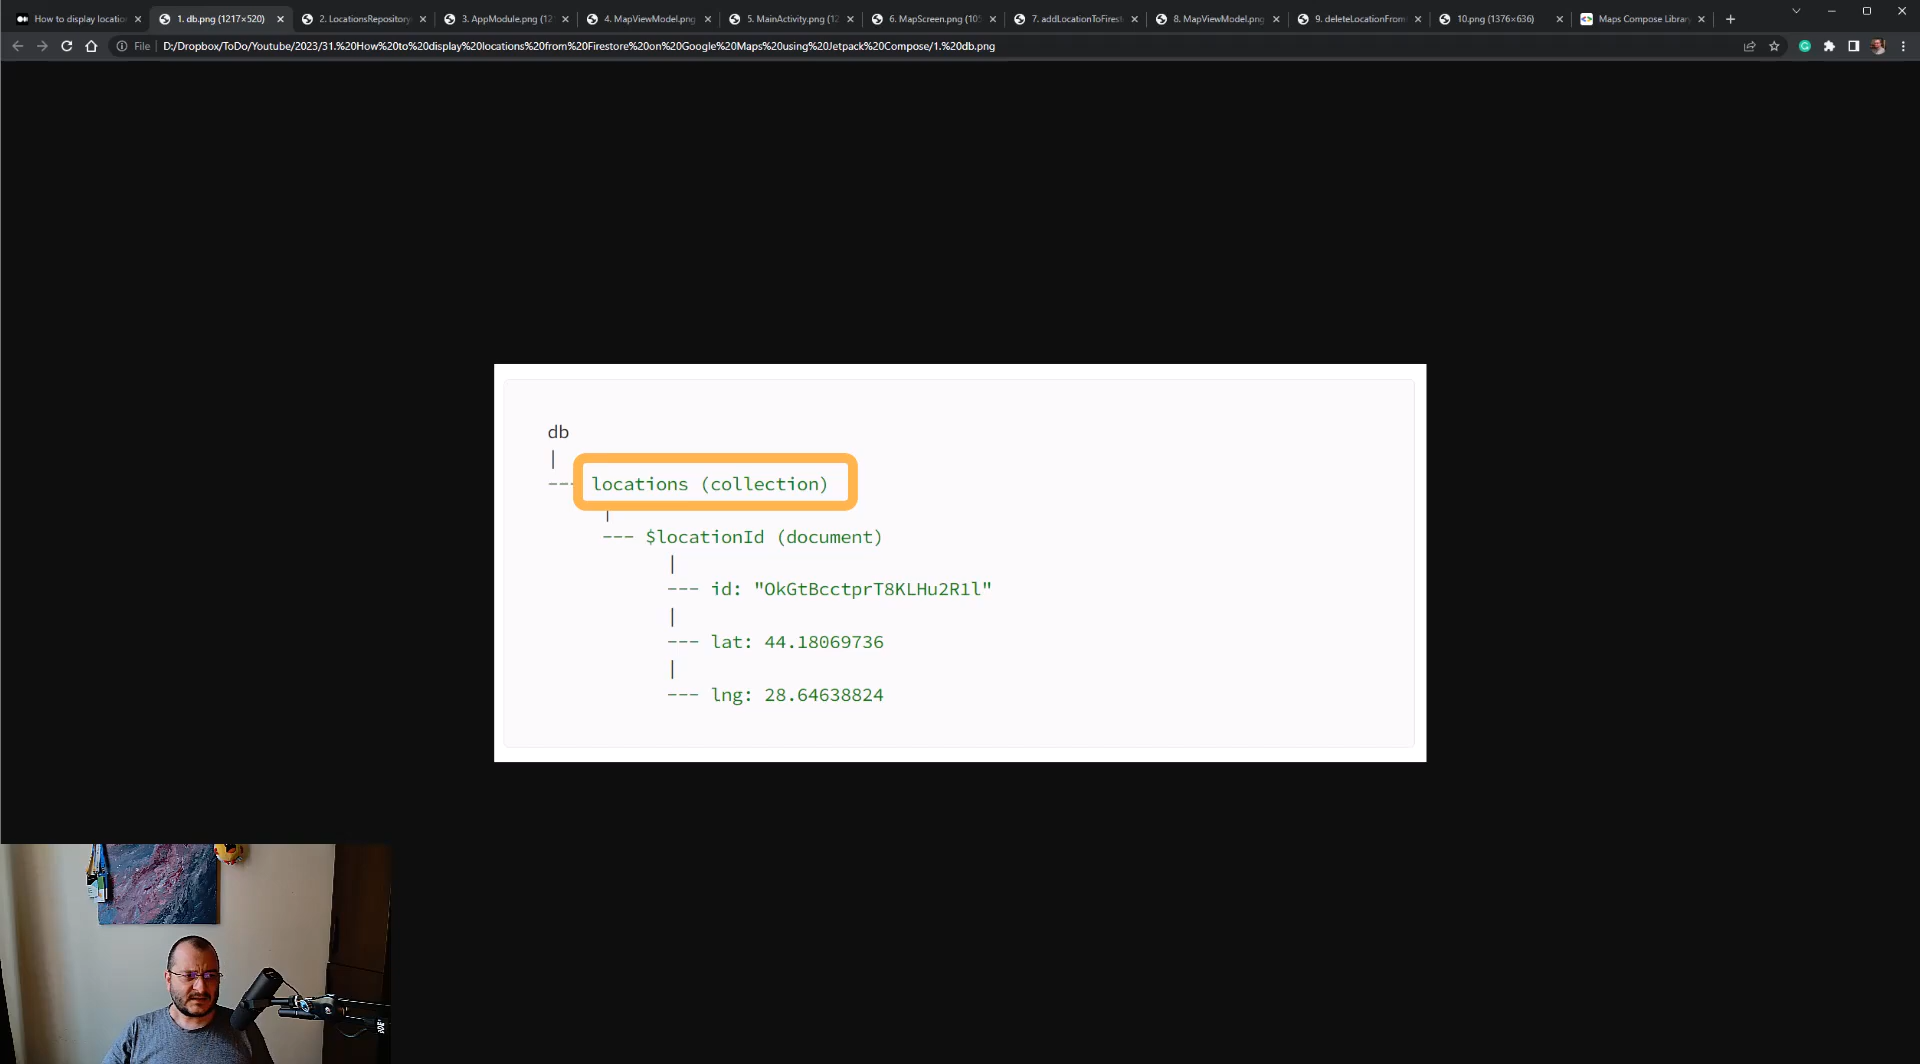 How to display locatio
1. db.png (1217×520)
2. LocationsRepository
3. AppModule.png (12
4. MapViewModel.png
5. MainActivity.png (12
6. MapScreen.png (10
7. addLocationToFirest
8. MapViewModel.png
9. deleteLocationFrom
10.png (1376×636)
Maps Compose Library
File
D:/Dropbox/ToDo/Youtube/2023/31.%20How%20to%20display%20locations%20from%20Firestore%20on%20Google%20Maps%20using%20Jetpack%20Compose/1.%20db.png
db
|
--- locations (collection)
|
--- $locationId (document)
|
--- id: "OkGtBcctprT8KLHu2R1l"
|
--- lat: 44.18069736
|
--- lng: 28.64638824